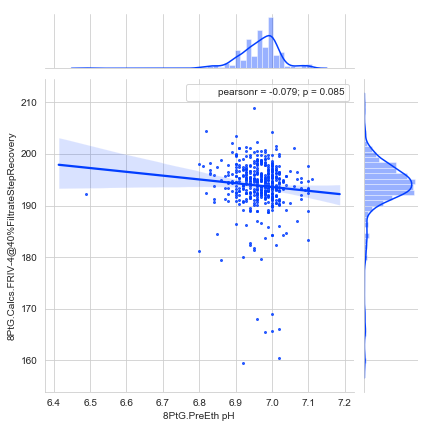 pearsonr = -0.079; p = 0.085
210
200
190
180
170
160
8PtG.Calcs.FRIV-4@40%FiltrateStepRecovery
6.4 6.5 6.6 6.7 6.8 6.9 7.0 7.1 7.2
8PtG.PreEth pH